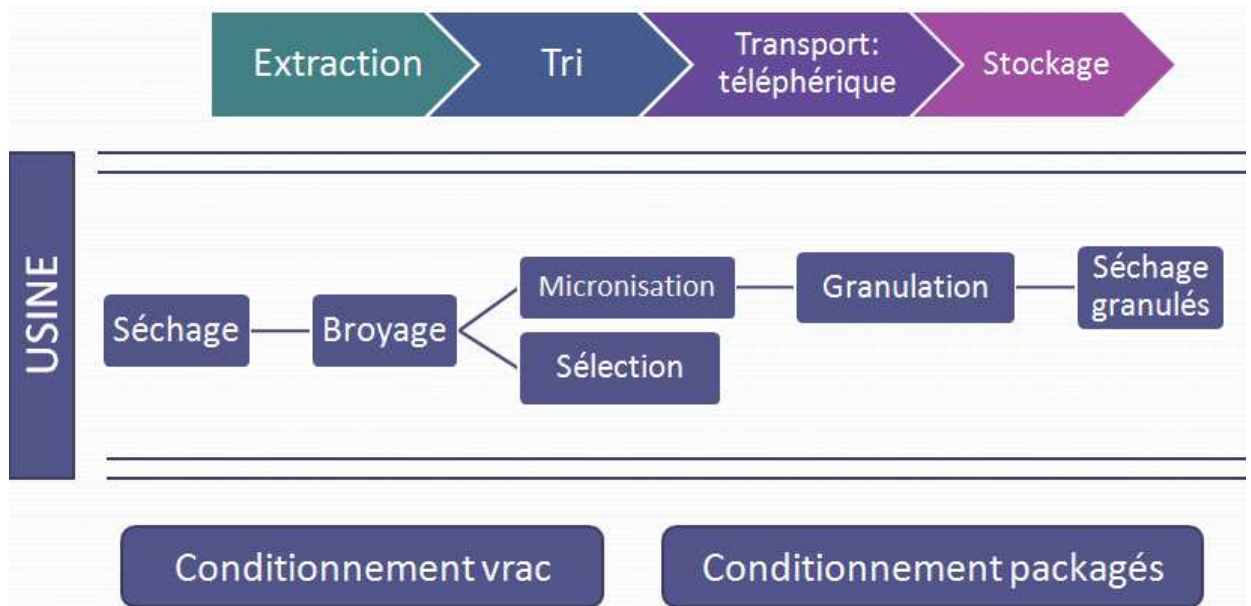 Extraction
Tri
Transport:
téléphérique
Stockage
USINE
Séchage
Broyage
Micronisation
Sélection
Granulation
Séchage
granulés
Conditionnement vrac
Conditionnement packagés